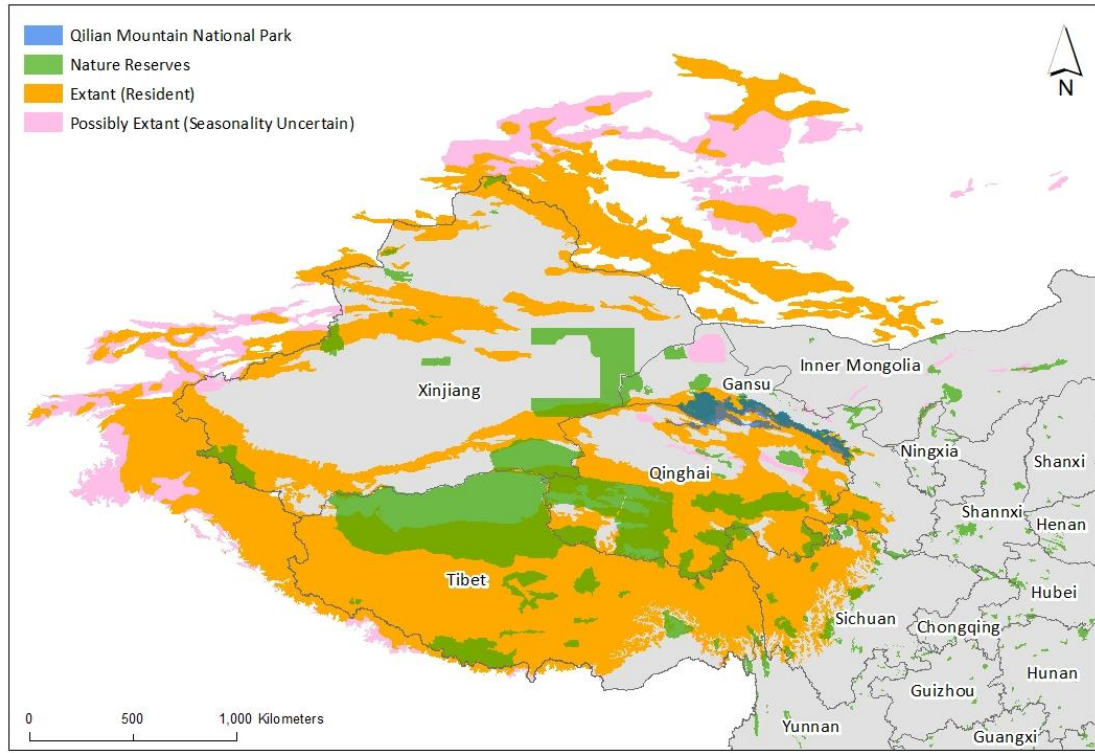 Qilian Mountain National Park
Nature Reserves
Extant (Resident)
Possibly Extant (Seasonality Uncertain)
N
Inner Mongolia
Xinjiang
Gansu
Ningxia
Shanxi
Qinghai
Shannxi
Henan
Tibet
Hubei
Sichuan
Chongqing
Hunan
Guizhou
Yunnan
Guangxi
0 500 1,000 Kilometers